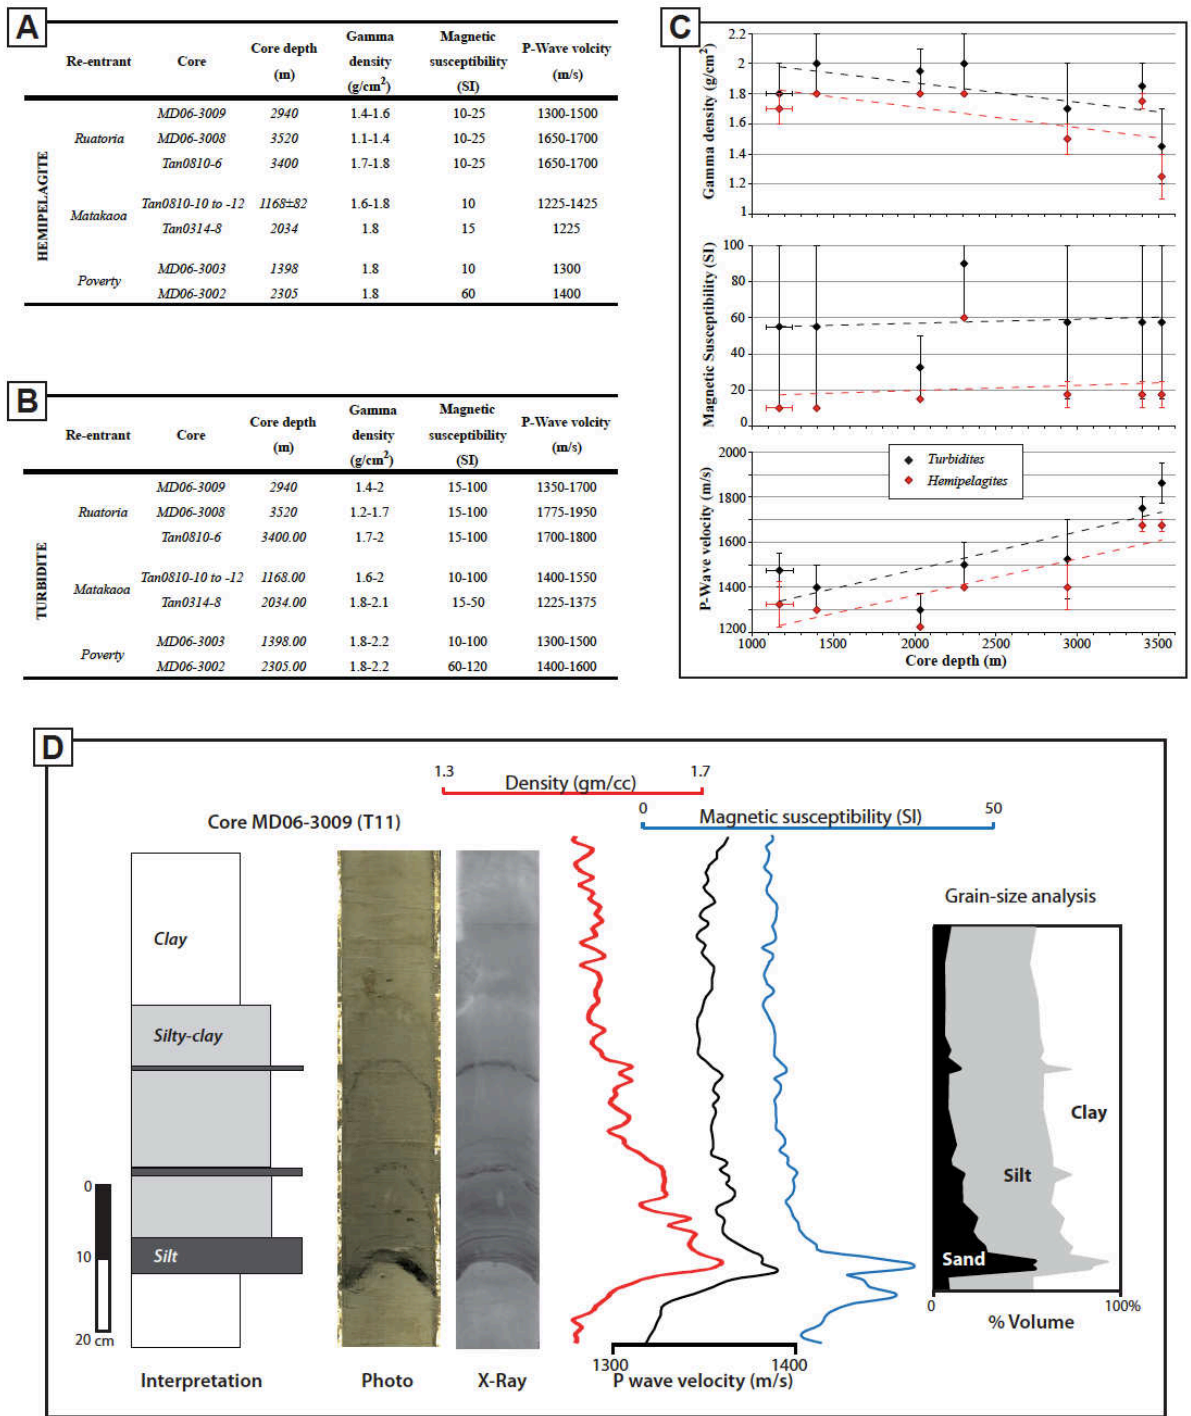 A
Re-entrant Core Core depth (m) Gamma density (g/cm²) Magnetic susceptibility (SI) P-Wave volcity (m/s)
HEMIPELAGITE
Ruatoria
MD06-3009 2940 1.4-1.6 10-25 1300-1500
MD06-3008 3520 1.1-1.4 10-25 1650-1700
Tan0810-6 3400 1.7-1.8 10-25 1650-1700
Matakaoa
Tan0810-10 to -12 1168±82 1.6-1.8 10 1225-1425
Tan0314-8 2034 1.8 15 1225
Poverty
MD06-3003 1398 1.8 10 1300
MD06-3002 2305 1.8 60 1400
B
Re-entrant Core Core depth (m) Gamma density (g/cm²) Magnetic susceptibility (SI) P-Wave volcity (m/s)
TURBIDITE
Ruatoria
MD06-3009 2940 1.4-2 15-100 1350-1700
MD06-3008 3520 1.2-1.7 15-100 1775-1950
Tan0810-6 3400.00 1.7-2 15-100 1700-1800
Matakaoa
Tan0810-10 to -12 1168.00 1.6-2 10-100 1400-1550
Tan0314-8 2034.00 1.8-2.1 15-50 1225-1375
Poverty
MD06-3003 1398.00 1.8-2.2 10-100 1300-1500
MD06-3002 2305.00 1.8-2.2 60-120 1400-1600
C
Gamma density (g/cm²)
2.2
2
1.8
1.6
1.4
1.2
1
Magnetic Susceptibility (SI)
100
80
60
40
20
0
P-Wave velocity (m/s)
2000
1800
1600
1400
1200
Turbidites
Hemipelagites
1000 1500 2000 2500 3000 3500
Core depth (m)
D
1.3 1.7
Density (gm/cc)
0 50
Magnetic susceptibility (SI)
Core MD06-3009 (T11)
Grain-size analysis
Clay
Silty-clay
Silt
0
10
20 cm
Clay
Silt
Sand
0 100%
% Volume
1300 1400
Interpretation Photo X-Ray P wave velocity (m/s)